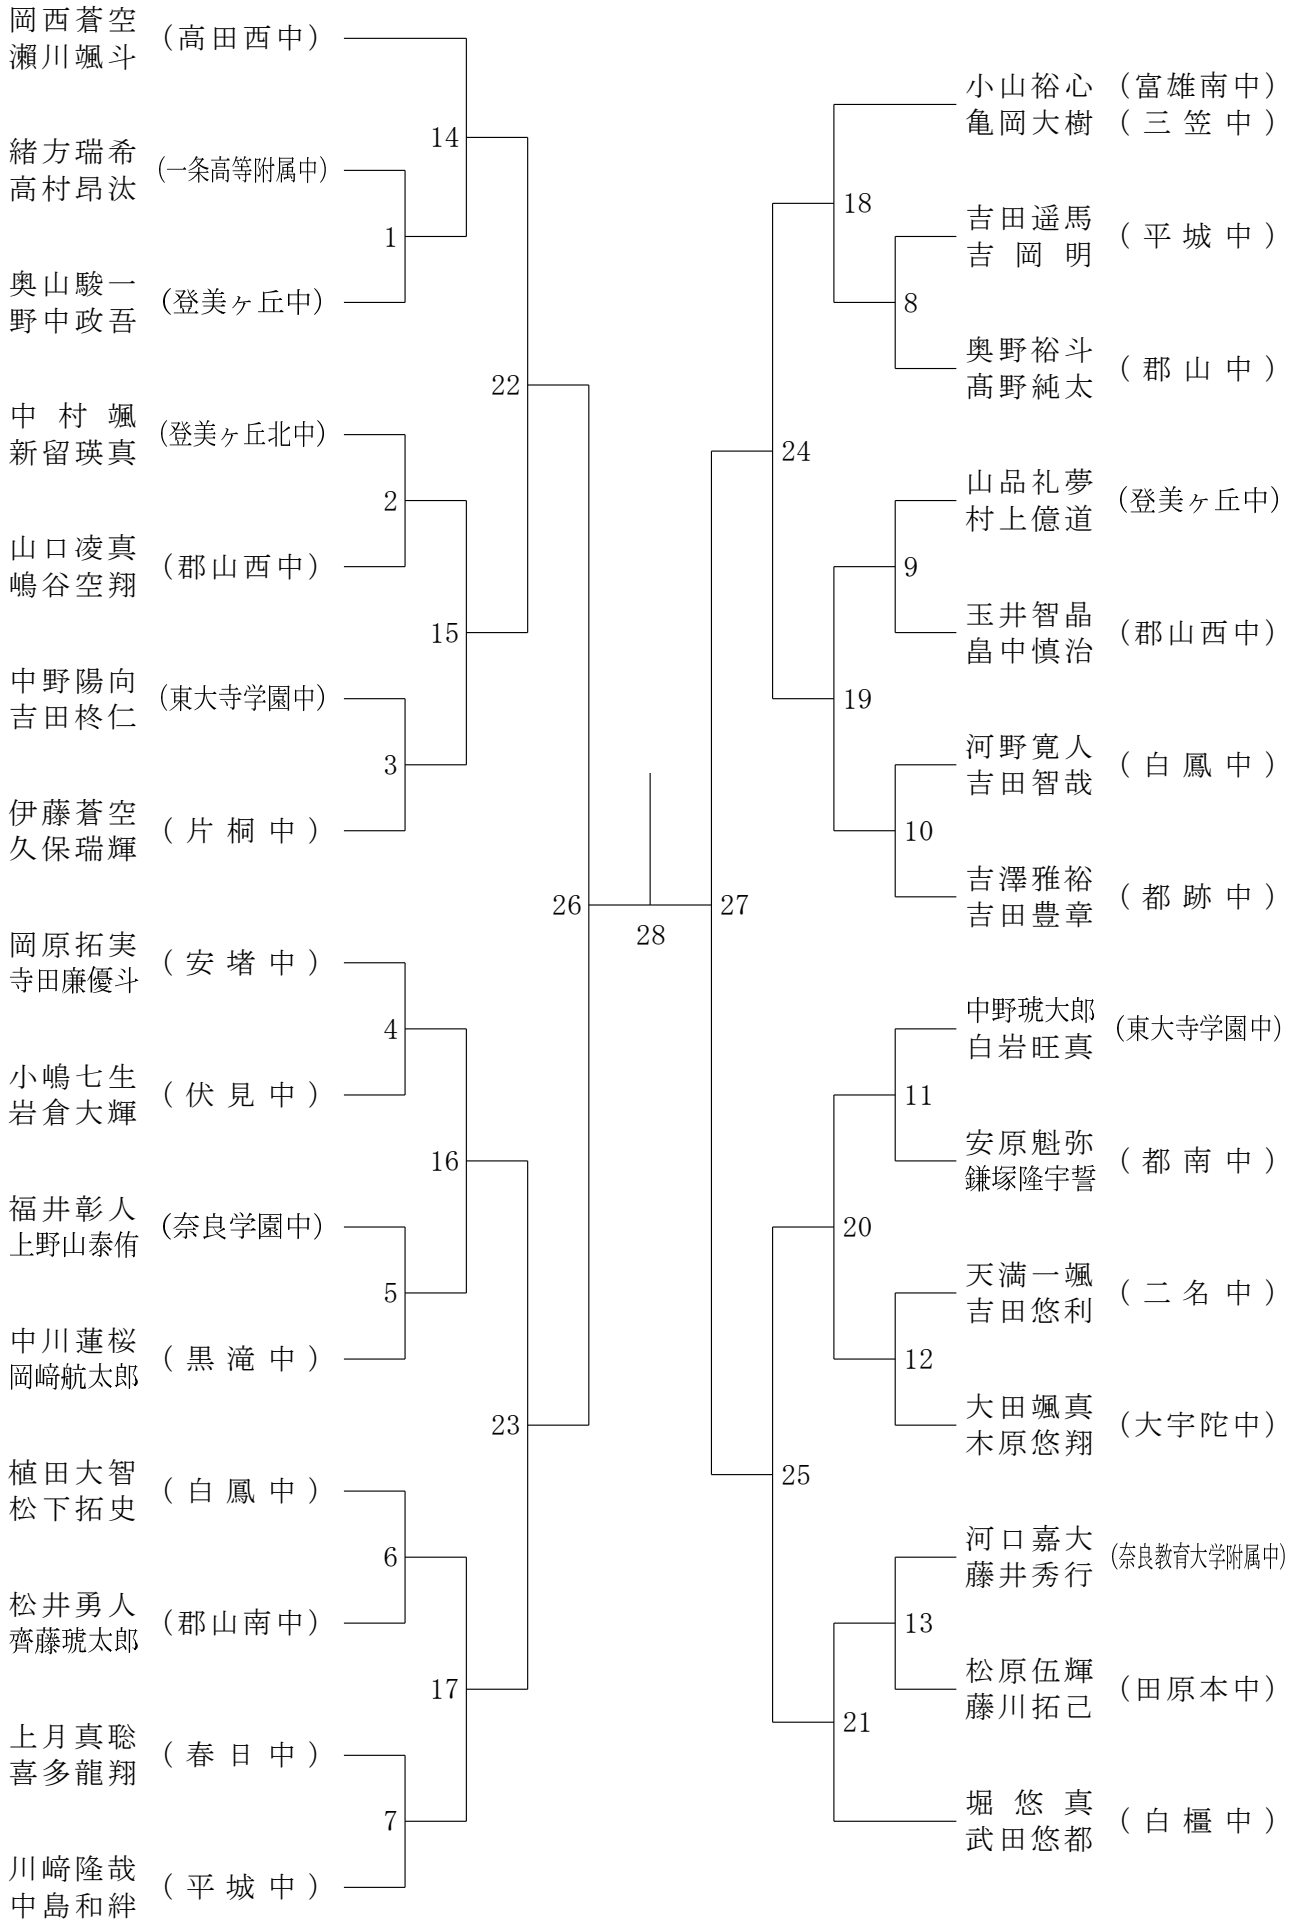 岡西蒼空
瀨川颯斗
(高田西中)
緒方瑞希
高村昂汰
(一条高等附属中)
奥山駿一
野中政吾
(登美ヶ丘中)
中村颯
新留瑛真
(登美ヶ丘北中)
山口凌真
嶋谷空翔
(郡山西中)
中野陽向
吉田柊仁
(東大寺学園中)
伊藤蒼空
久保瑞輝
(片桐中)
岡原拓実
寺田廉優斗
(安堵中)
小嶋七生
岩倉大輝
(伏見中)
福井彰人
上野山泰侑
(奈良学園中)
中川蓮桜
岡﨑航太郎
(黒滝中)
植田大智
松下拓史
(白鳳中)
松井勇人
齊藤琥太郎
(郡山南中)
上月真聡
喜多龍翔
(春日中)
川﨑隆哉
中島和絆
(平城中)
1
2
3
4
5
6
7
14
15
16
17
22
23
26
28
27
24
25
18
19
20
21
8
9
10
11
12
13
小山裕心
(富雄南中)
亀岡大樹
(三笠中)
吉田遥馬
吉岡明
(平城中)
奥野裕斗
髙野純太
(郡山中)
山品礼夢
村上億道
(登美ヶ丘中)
玉井智晶
畠中慎治
(郡山西中)
河野寛人
吉田智哉
(白鳳中)
吉澤雅裕
吉田豊章
(都跡中)
中野琥大郎
白岩旺真
(東大寺学園中)
安原魁弥
鎌塚隆宇誓
(都南中)
天満一颯
吉田悠利
(二名中)
大田颯真
木原悠翔
(大宇陀中)
河口嘉大
藤井秀行
(奈良教育大学附属中)
松原伍輝
藤川拓己
(田原本中)
堀悠真
武田悠都
(白橿中)